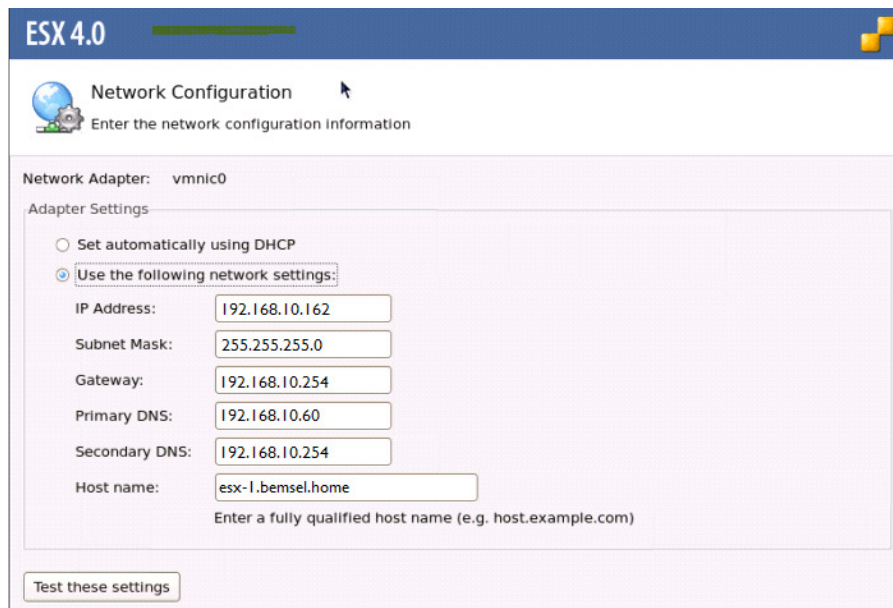 ESX 4.0
Network Configuration
Enter the network configuration information
Network Adapter: vmnic0
Adapter Settings
Set automatically using DHCP
Use the following network settings:
IP Address: 192.168.10.162
Subnet Mask: 255.255.255.0
Gateway: 192.168.10.254
Primary DNS: 192.168.10.60
Secondary DNS: 192.168.10.254
Host name: esx-1.bemsel.home
Enter a fully qualified host name (e.g. host.example.com)
Test these settings